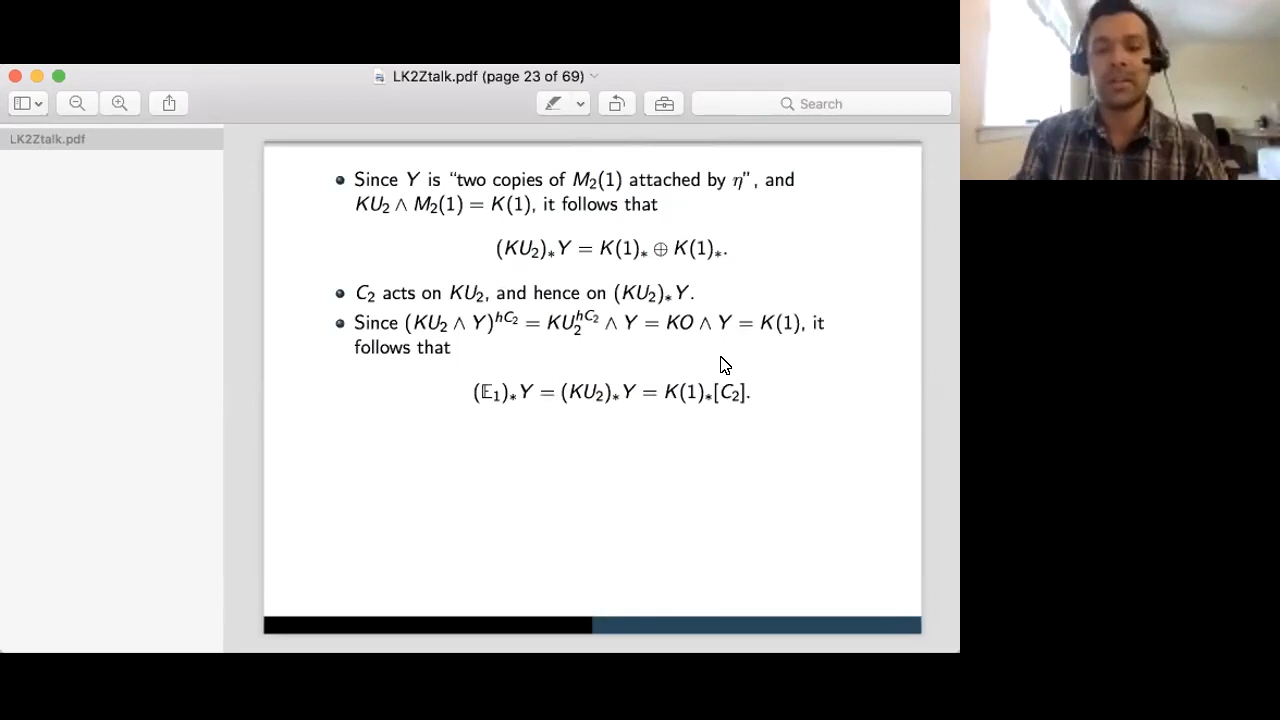 LK2Ztalk.pdf (page 23 of 69)
Search
LK2Ztalk.pdf
Since Y is “two copies of M₂(1) attached by η”, and
KU₂ ∧ M₂(1) = K(1), it follows that
(KU₂)∗Y = K(1)∗ ⊕ K(1)∗.
C₂ acts on KU₂, and hence on (KU₂)∗Y.
Since (KU₂ ∧ Y)^{hC₂} = KU₂^{hC₂} ∧ Y = KO ∧ Y = K(1), it
follows that
(𝔼₁)∗Y = (KU₂)∗Y = K(1)∗[C₂].